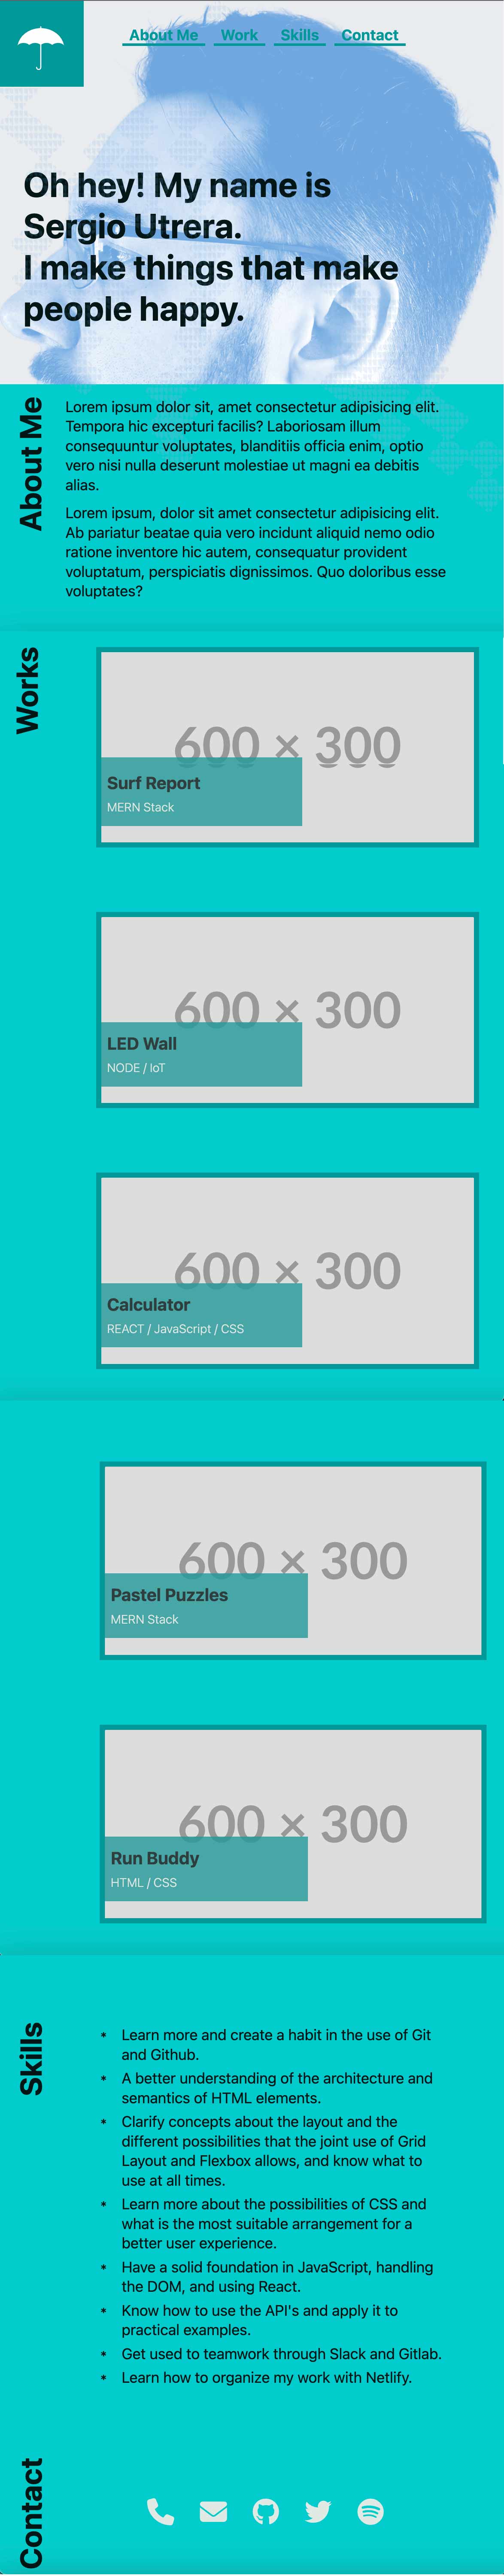 About Me Work Skills Contact
Oh hey! My name is
Sergio Utrera.
I make things that make
people happy.
About Me
Lorem ipsum dolor sit, amet consectetur adipisicing elit.
Tempora hic excepturi facilis? Laboriosam illum
consequuntur voluptates, blanditiis officia enim, optio
vero nisi nulla deserunt molestiae ut magni ea debitis
alias.
Lorem ipsum, dolor sit amet consectetur adipisicing elit.
Ab pariatur beatae quia vero incidunt aliquid nemo odio
ratione inventore hic autem, consequatur provident
voluptatum, perspiciatis dignissimos. Quo doloribus esse
voluptates?
Works
600 × 300
Surf Report
MERN Stack
600 × 300
LED Wall
NODE / IoT
600 × 300
Calculator
REACT / JavaScript / CSS
600 × 300
Pastel Puzzles
MERN Stack
600 × 300
Run Buddy
HTML / CSS
Skills
* Learn more and create a habit in the use of Git
and Github.
* A better understanding of the architecture and
semantics of HTML elements.
* Clarify concepts about the layout and the
different possibilities that the joint use of Grid
Layout and Flexbox allows, and know what to
use at all times.
* Learn more about the possibilities of CSS and
what is the most suitable arrangement for a
better user experience.
* Have a solid foundation in JavaScript, handling
the DOM, and using React.
* Know how to use the API's and apply it to
practical examples.
* Get used to teamwork through Slack and Gitlab.
* Learn how to organize my work with Netlify.
Contact